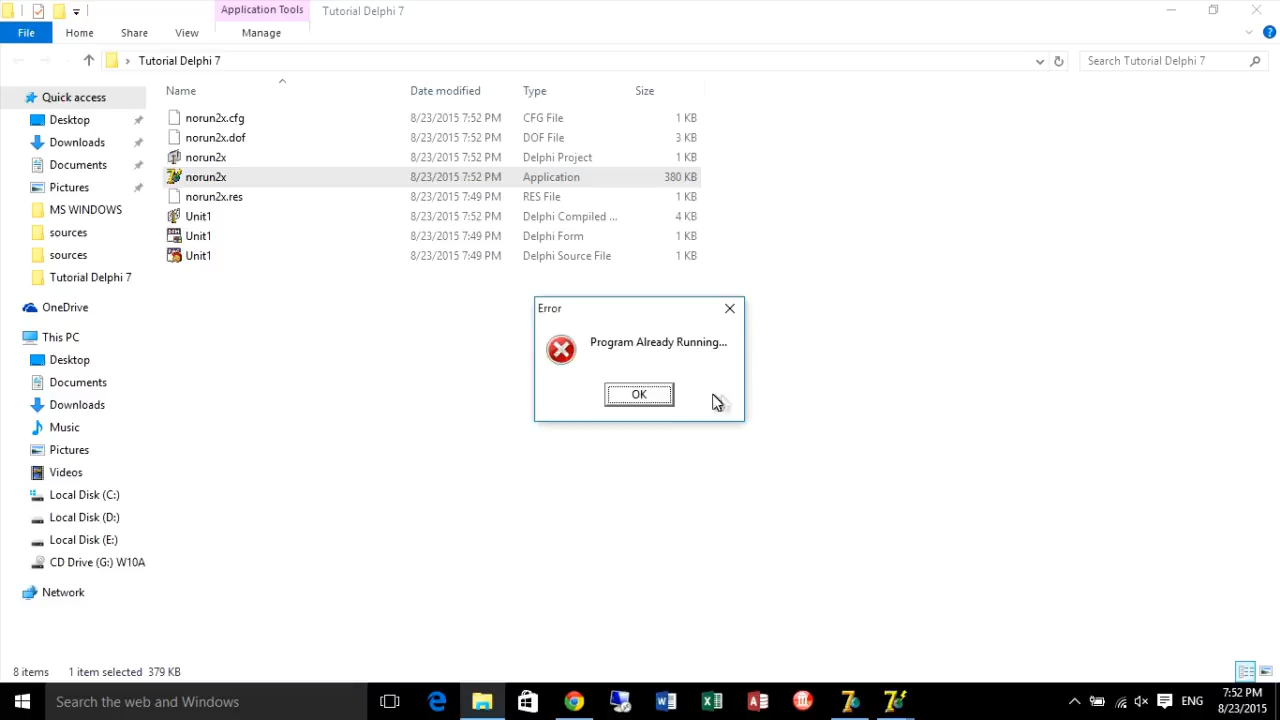 Application Tools
Tutorial Delphi 7
File
Home
Share
View
Manage
Tutorial Delphi 7
Search Tutorial Delphi 7
Name
Date modified
Type
Size
norun2x.cfg 8/23/2015 7:52 PM CFG File 1 KB
norun2x.dof 8/23/2015 7:52 PM DOF File 3 KB
norun2x 8/23/2015 7:52 PM Delphi Project 1 KB
norun2x 8/23/2015 7:52 PM Application 380 KB
norun2x.res 8/23/2015 7:49 PM RES File 1 KB
Unit1 8/23/2015 7:52 PM Delphi Compiled ... 4 KB
Unit1 8/23/2015 7:49 PM Delphi Form 1 KB
Unit1 8/23/2015 7:49 PM Delphi Source File 1 KB
Quick access
Desktop
Downloads
Documents
Pictures
MS WINDOWS
sources
sources
Tutorial Delphi 7
OneDrive
This PC
Desktop
Documents
Downloads
Music
Pictures
Videos
Local Disk (C:)
Local Disk (D:)
Local Disk (E:)
CD Drive (G:) W10A
Network
Error
Program Already Running...
OK
8 items 1 item selected 379 KB
Search the web and Windows
ENG
7:52 PM
8/23/2015